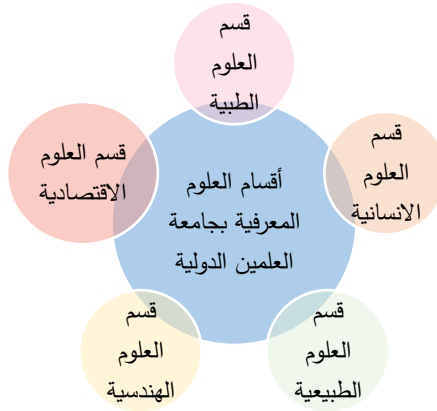 قسم
العلوم
الطبية
قسم
العلوم
الانسانية
قسم العلوم
الاقتصادية
أقسام العلوم
المعرفية بجامعة
العلمين الدولية
قسم
العلوم
الطبيعية
قسم
العلوم
الهندسية